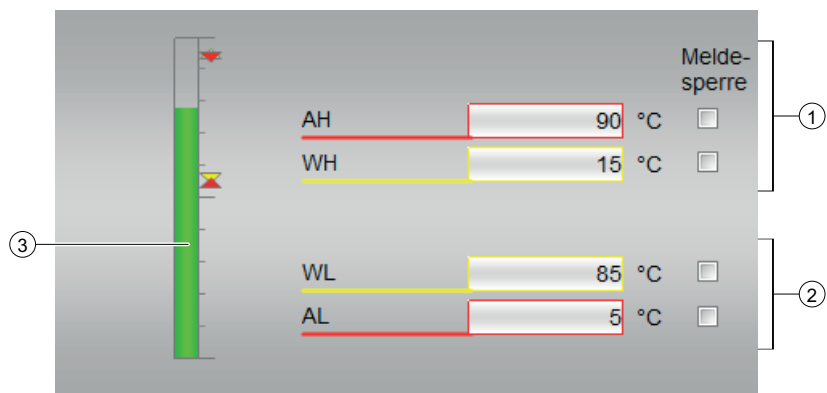 Melde-
sperre
AH 90 °C
WH 15 °C
1
3
WL 85 °C
AL 5 °C
2